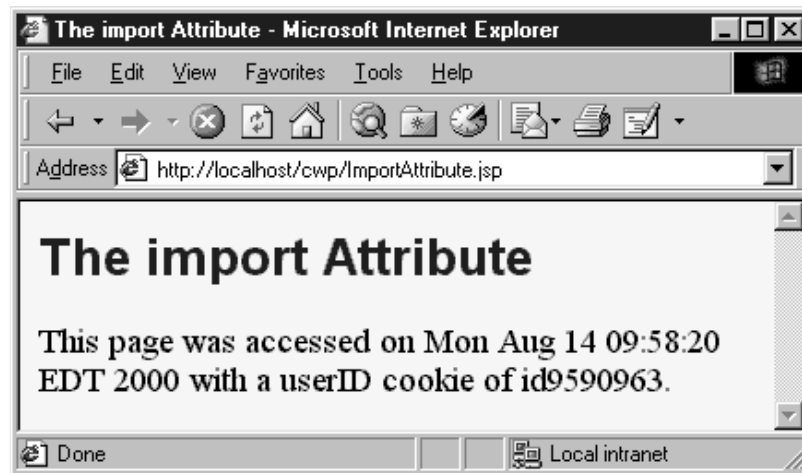 The import Attribute - Microsoft Internet Explorer
File Edit View Favorites Tools Help
Address http://localhost/cwp/ImportAttribute.jsp
The import Attribute
This page was accessed on Mon Aug 14 09:58:20
EDT 2000 with a userID cookie of id9590963.
Done Local intranet